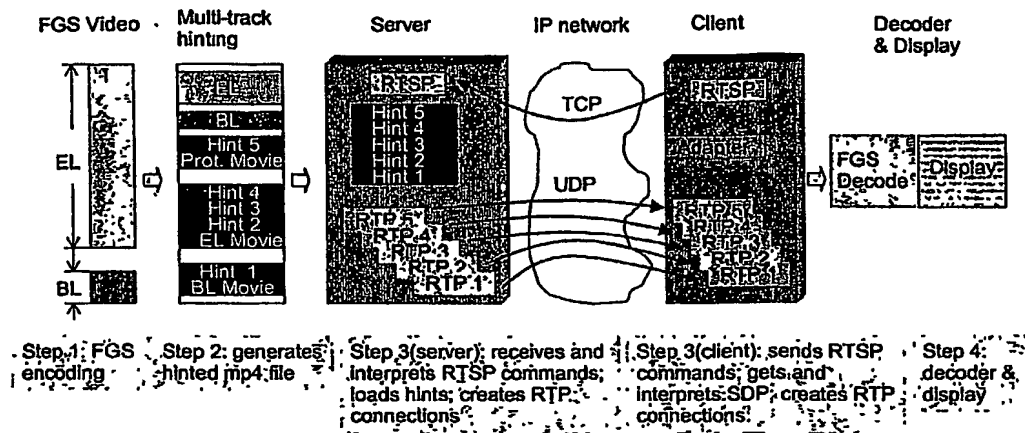 FGS Video
Multi-track
hinting
Server
IP network
Client
Decoder
& Display
EL
BL
EL
BL
Hint 5
Prot. Movie
Hint 4
Hint 3
Hint 2
EL Movie
Hint 1
BL Movie
RTSP
Hint 5
Hint 4
Hint 3
Hint 2
Hint 1
RTP 5
RTP 4
RTP 3
RTP 2
RTP 1
TCP
UDP
RTSP
Adapter
RTP 5
RTP 4
RTP 3
RTP 2
RTP 1
FGS
Decode
Display
Step 1: FGS
encoding
Step 2: generates
hinted mp4 file
Step 3(server): receives and
interprets RTSP commands;
loads hints; creates RTP
connections
Step 3(client): sends RTSP
commands; gets and
interprets SDP; creates RTP
connections
Step 4:
decoder &
display